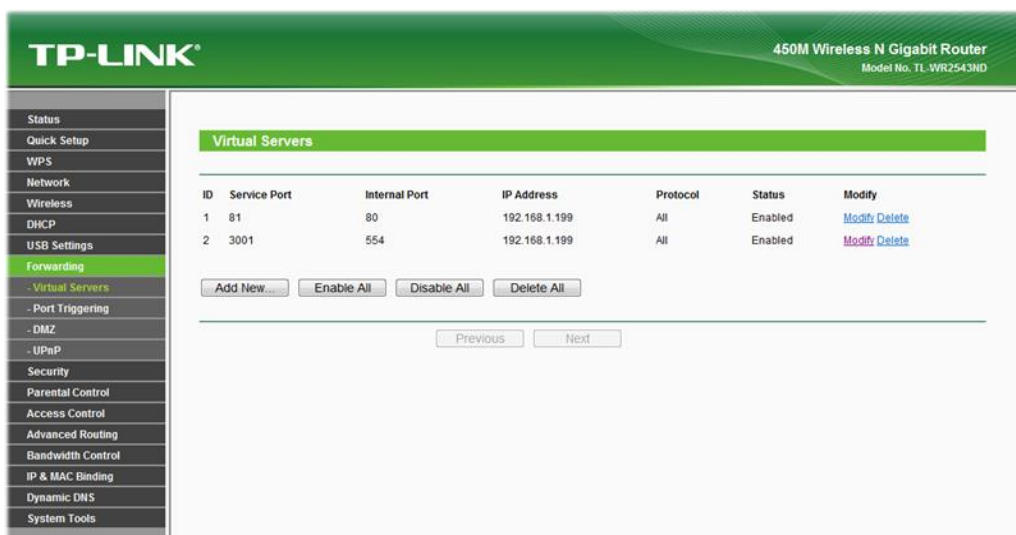 TP-LINK®
450M Wireless N Gigabit Router
Model No. TL-WR2543ND
Status
Quick Setup
WPS
Network
Wireless
DHCP
USB Settings
Forwarding
- Virtual Servers
- Port Triggering
- DMZ
- UPnP
Security
Parental Control
Access Control
Advanced Routing
Bandwidth Control
IP & MAC Binding
Dynamic DNS
System Tools
Virtual Servers
ID Service Port Internal Port IP Address Protocol Status Modify
1 81 80 192.168.1.199 All Enabled Modify Delete
2 3001 554 192.168.1.199 All Enabled Modify Delete
Add New... Enable All Disable All Delete All
Previous Next